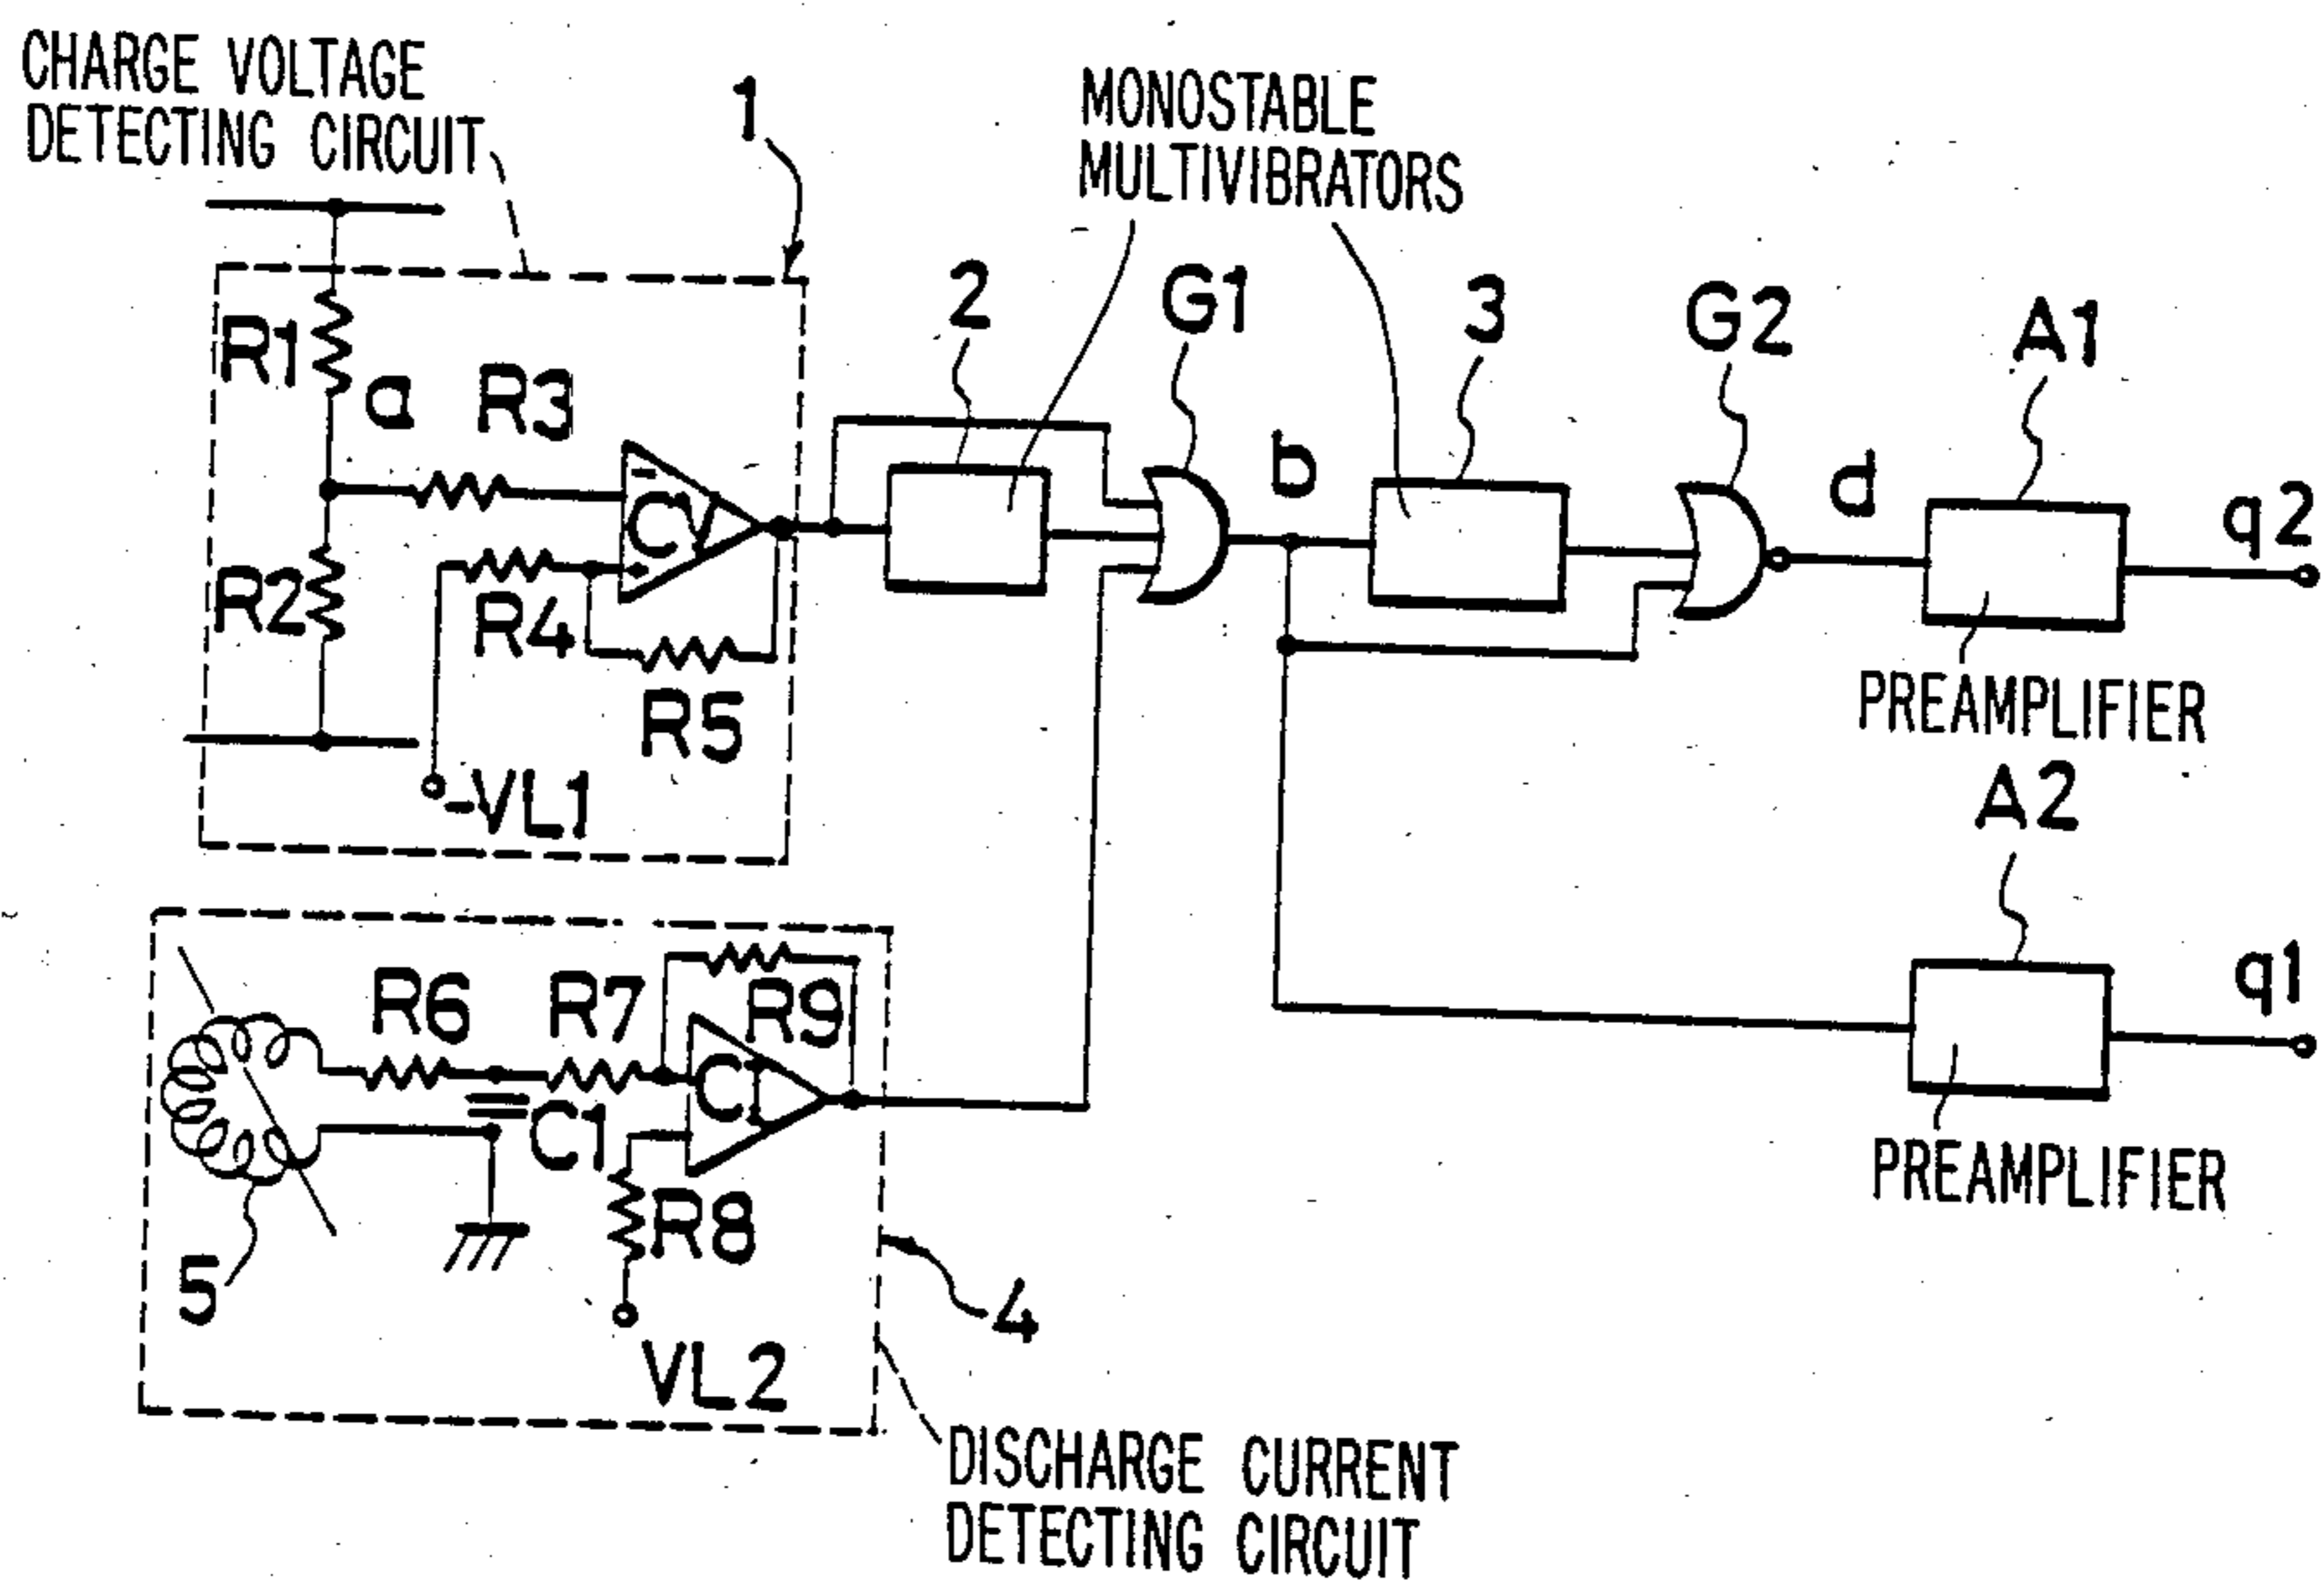 CHARGE VOLTAGE
DETECTING CIRCUIT
1
MONOSTABLE
MULTIVIBRATORS
R1
a
R3
2
G1
b
3
G2
d
A1
q2
-
CV
R2
R4
R5
-VL1
PREAMPLIFIER
A2
q1
PREAMPLIFIER
R6
R7
R9
CI
C1
R8
5
VL2
4
DISCHARGE CURRENT
DETECTING CIRCUIT